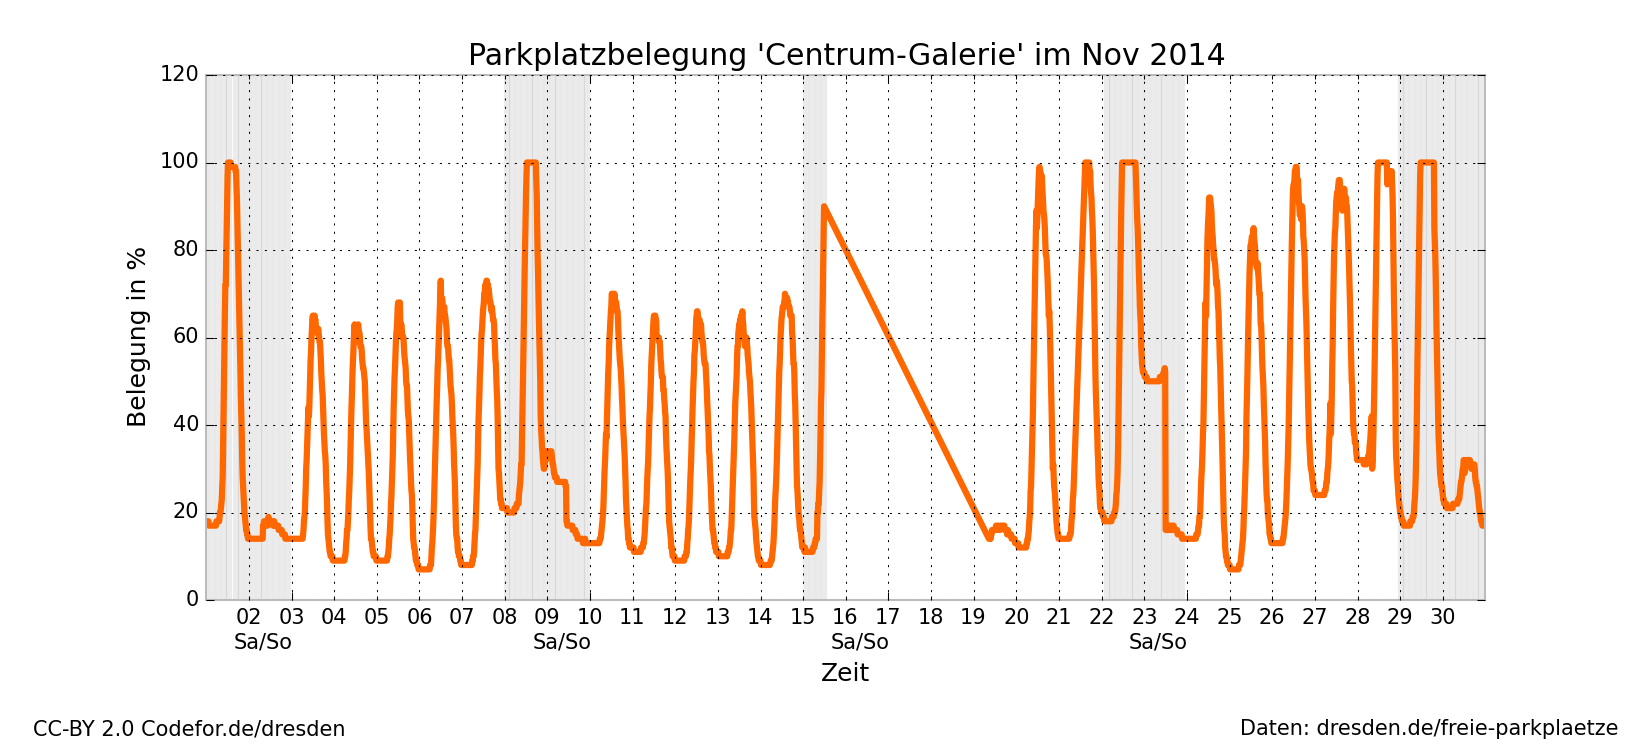 Parkplatzbelegung 'Centrum-Galerie' im Nov 2014
120
100
80
60
40
20
0
Belegung in %
02 03 04 05 06 07 08 09 10 11 12 13 14 15 16 17 18 19 20 21 22 23 24 25 26 27 28 29 30
Sa/So Sa/So Sa/So Sa/So
Zeit
CC-BY 2.0 Codefor.de/dresden
Daten: dresden.de/freie-parkplaetze